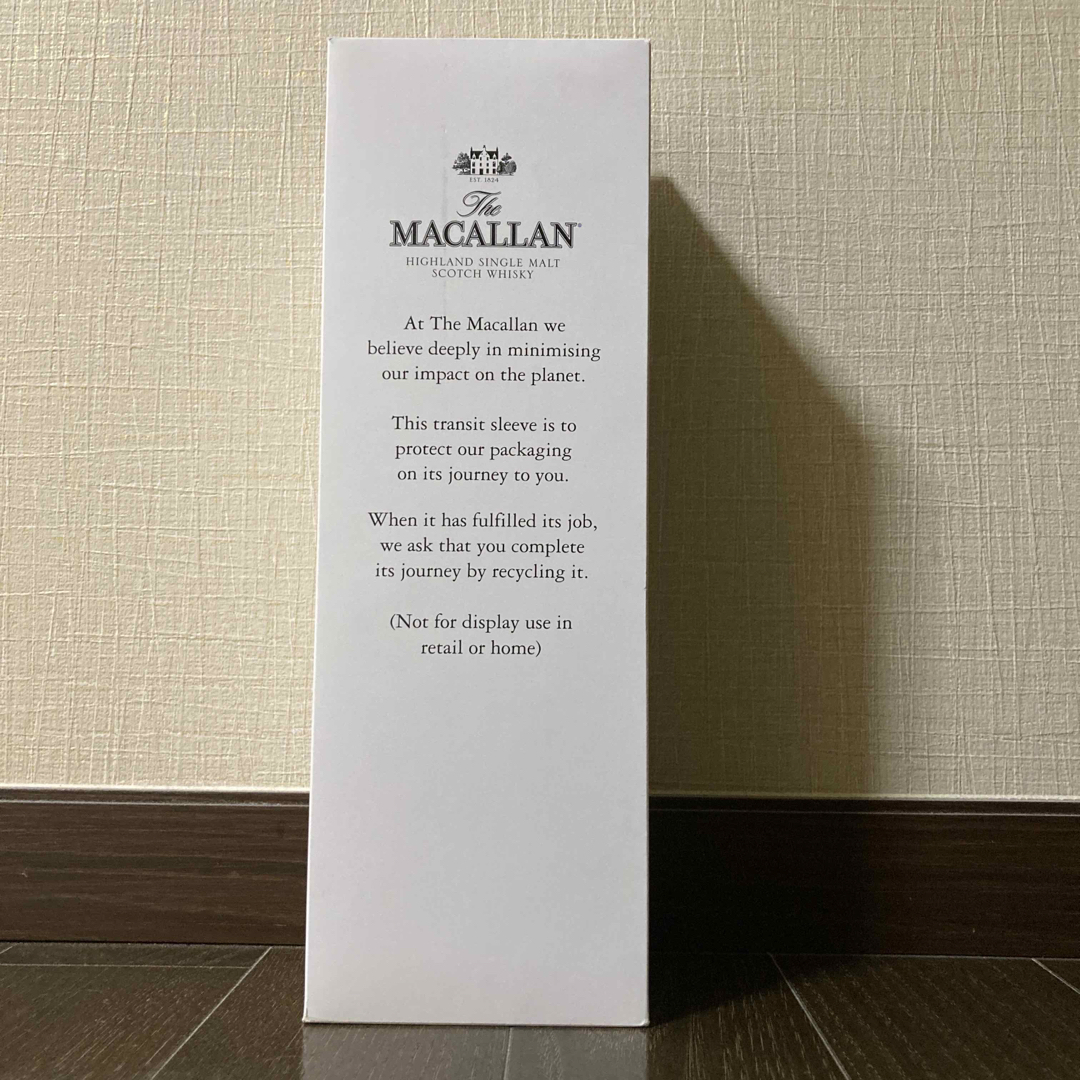 EST. 1824
The
MACALLAN®
HIGHLAND SINGLE MALT
SCOTCH WHISKY
At The Macallan we
believe deeply in minimising
our impact on the planet.
This transit sleeve is to
protect our packaging
on its journey to you.
When it has fulfilled its job,
we ask that you complete
its journey by recycling it.
(Not for display use in
retail or home)